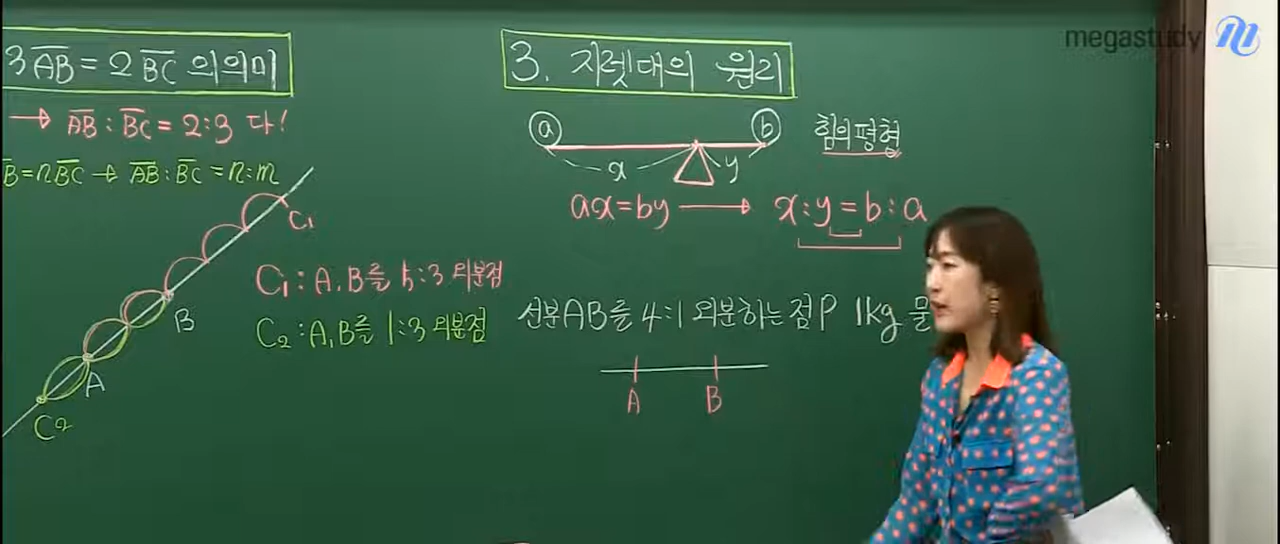 3AB = 2BC 의 의미
→ AB : BC = 2 : 3 다!
B = nBC → AB : BC = n : m
C₁
B
A
C₂
C₁ : A, B를 5 : 3 외분점
C₂ : A, B를 1 : 3 외분점
3. 지렛대의 원리
a
b
x
y
힘의 평형
ax = by → x : y = b : a
선분AB를 4 : 1 외분하는 점P 1kg 물
A
B
megastudy